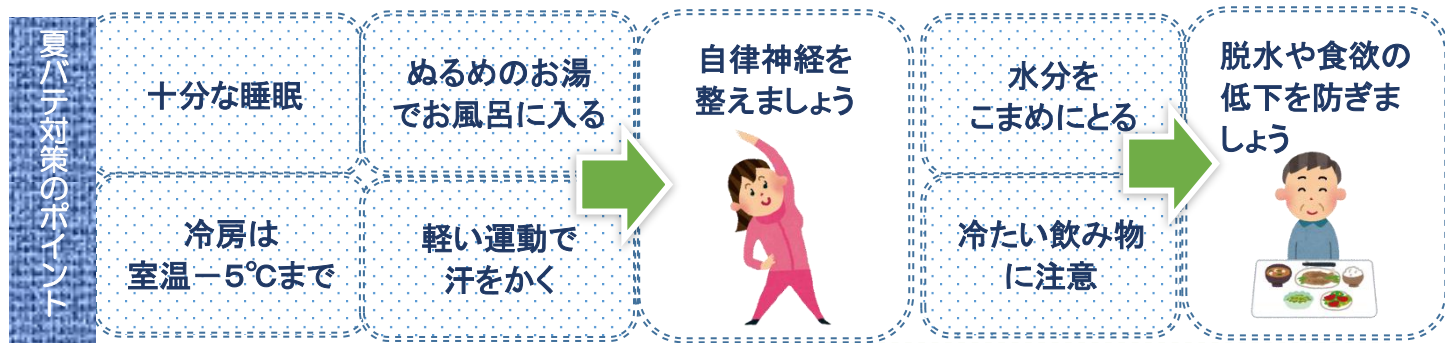 夏バテ対策のポイント
十分な睡眠
ぬるめのお湯
でお風呂に入る
冷房は
室温－5℃まで
軽い運動で
汗をかく
自律神経を
整えましょう
水分を
こまめにとる
冷たい飲み物
に注意
脱水や食欲の
低下を防ぎま
しょう